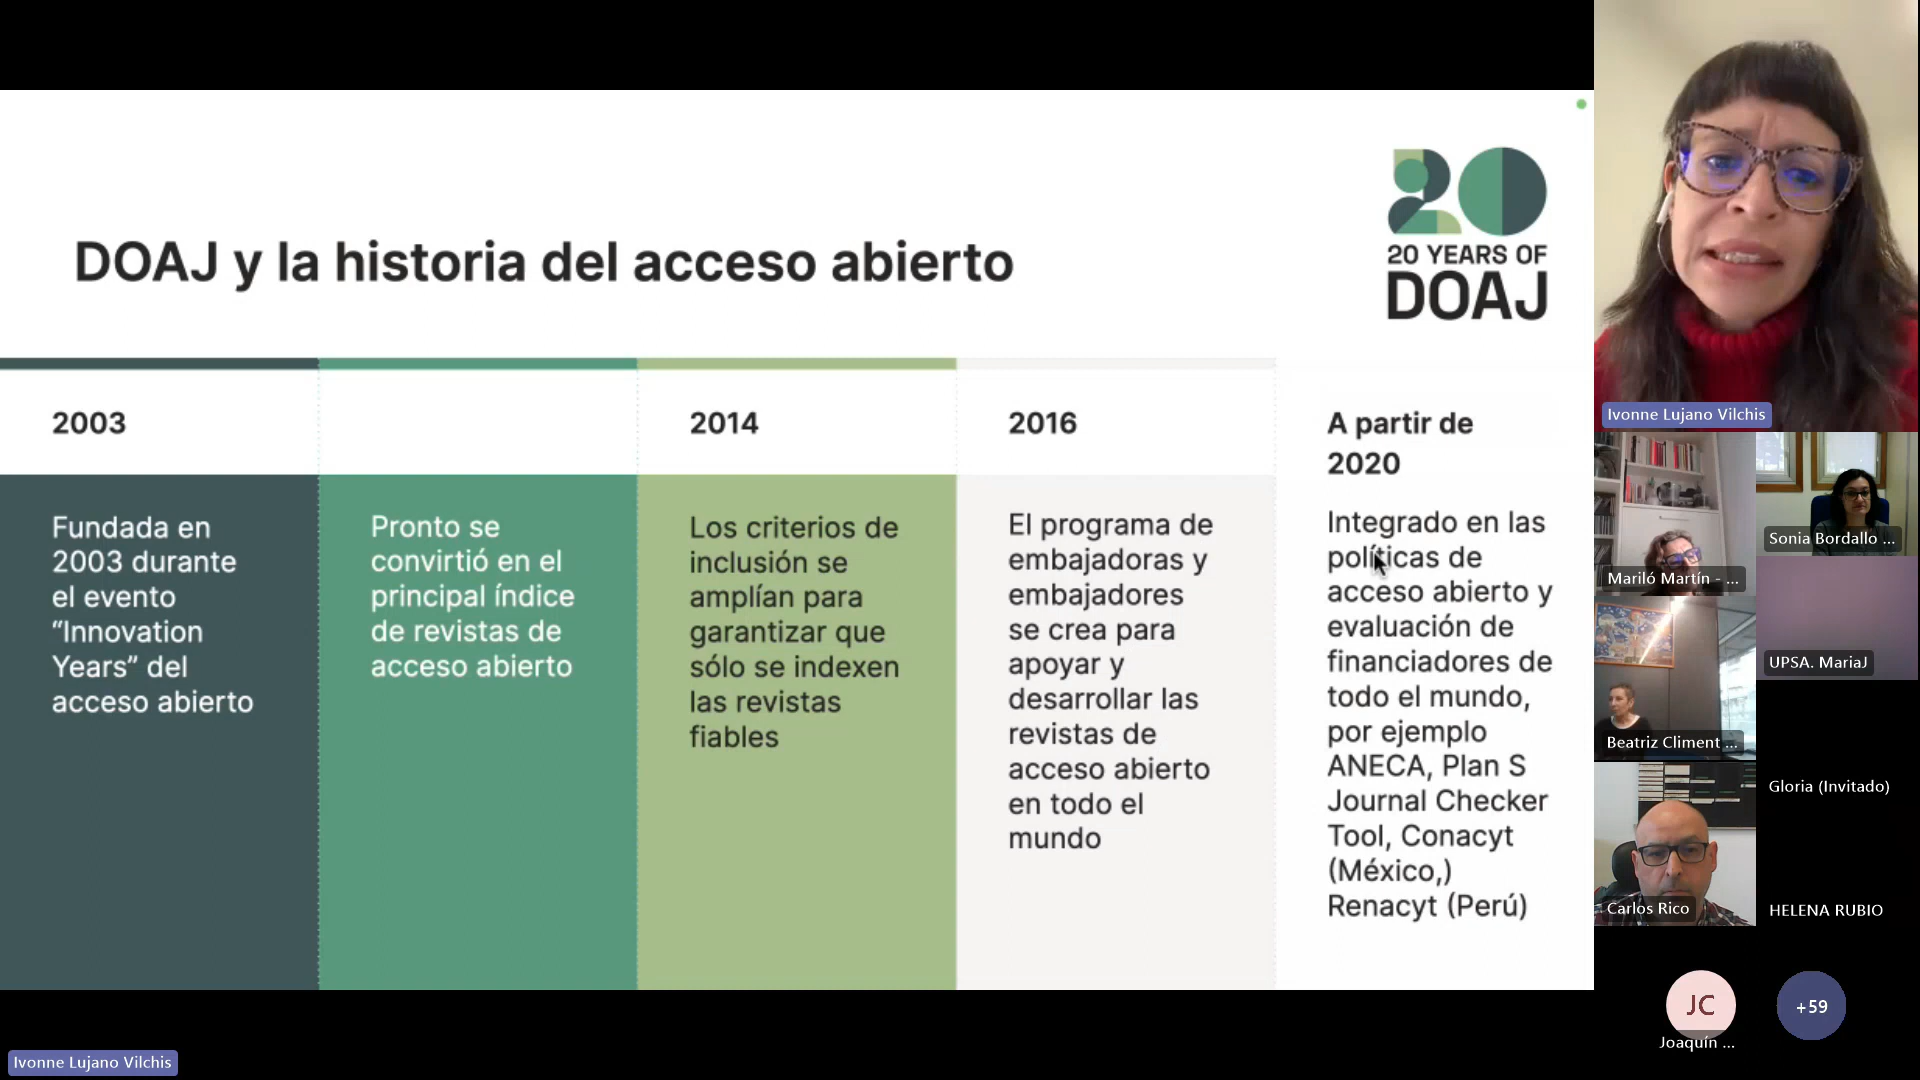 DOAJ y la historia del acceso abierto
20
20 YEARS OF
DOAJ
2003
Fundada en
2003 durante
el evento
“Innovation
Years” del
acceso abierto
Pronto se
convirtió en el
principal índice
de revistas de
acceso abierto
2014
Los criterios de
inclusión se
amplían para
garantizar que
sólo se indexen
las revistas
fiables
2016
El programa de
embajadoras y
embajadores
se crea para
apoyar y
desarrollar las
revistas de
acceso abierto
en todo el
mundo
A partir de
2020
Integrado en las
políticas de
acceso abierto y
evaluación de
financiadores de
todo el mundo,
por ejemplo
ANECA, Plan S
Journal Checker
Tool, Conacyt
(México,)
Renacyt (Perú)
Ivonne Lujano Vilchis
Mariló Martín - ...
Sonia Bordallo ...
UPSA. MariaJ
Beatriz Climent ...
Gloria (Invitado)
Carlos Rico
HELENA RUBIO
JC
Joaquín ...
+59
Ivonne Lujano Vilchis